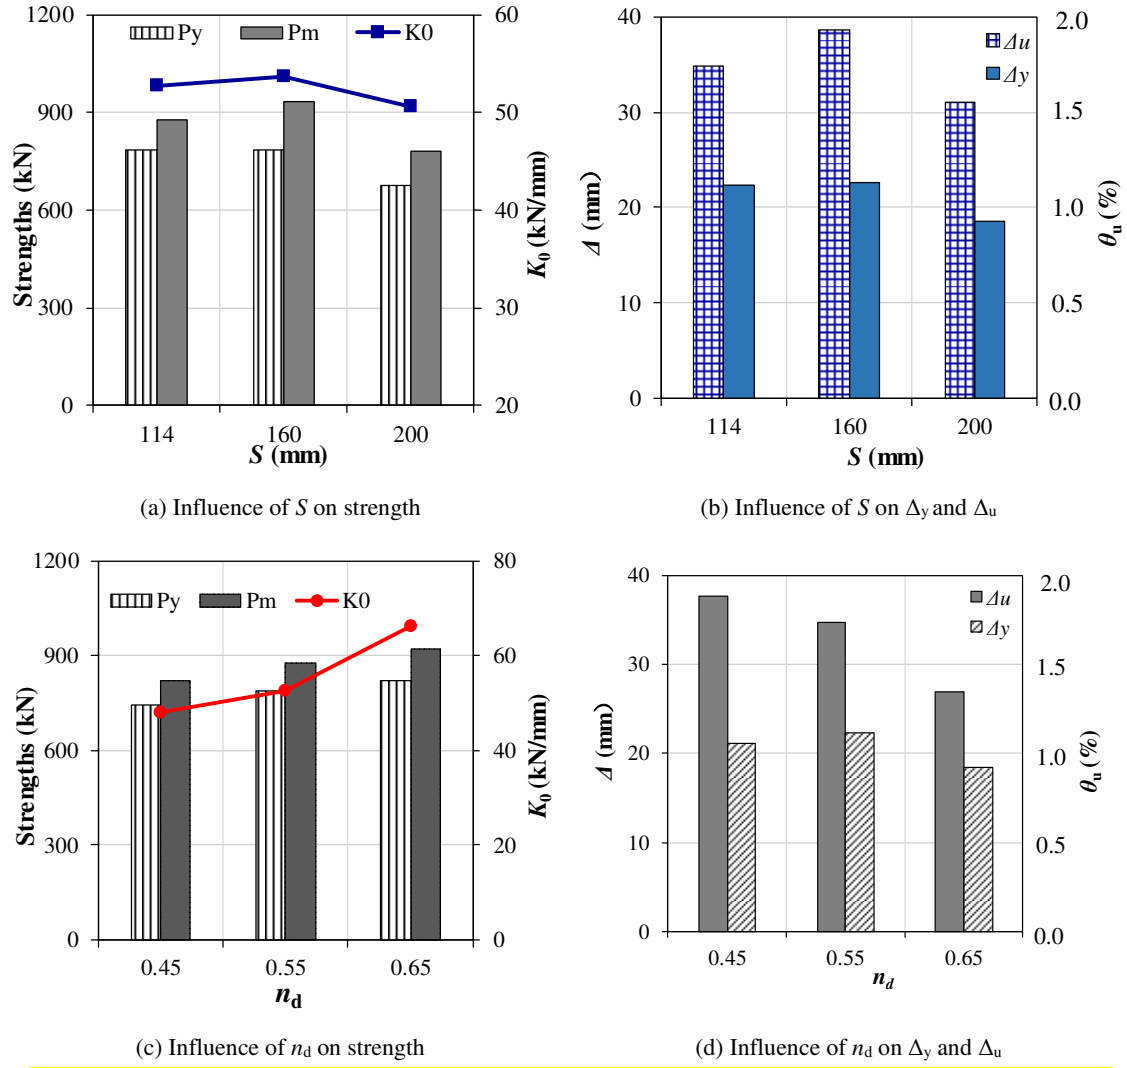 1200
900
600
300
0
Strengths (kN)
Py Pm K0
60
50
40
30
20
K0 (kN/mm)
114 160 200
S (mm)
(a) Influence of S on strength
40
30
20
10
0
Δ (mm)
Δu
Δy
2.0
1.5
1.0
0.5
0.0
θu (%)
114 160 200
S (mm)
(b) Influence of S on Δy and Δu
1200
900
600
300
0
Strengths (kN)
Py Pm K0
80
60
40
20
0
K0 (kN/mm)
0.45 0.55 0.65
nd
(c) Influence of nd on strength
40
30
20
10
0
Δ (mm)
Δu
Δy
2.0
1.5
1.0
0.5
0.0
θu (%)
0.45 0.55 0.65
nd
(d) Influence of nd on Δy and Δu